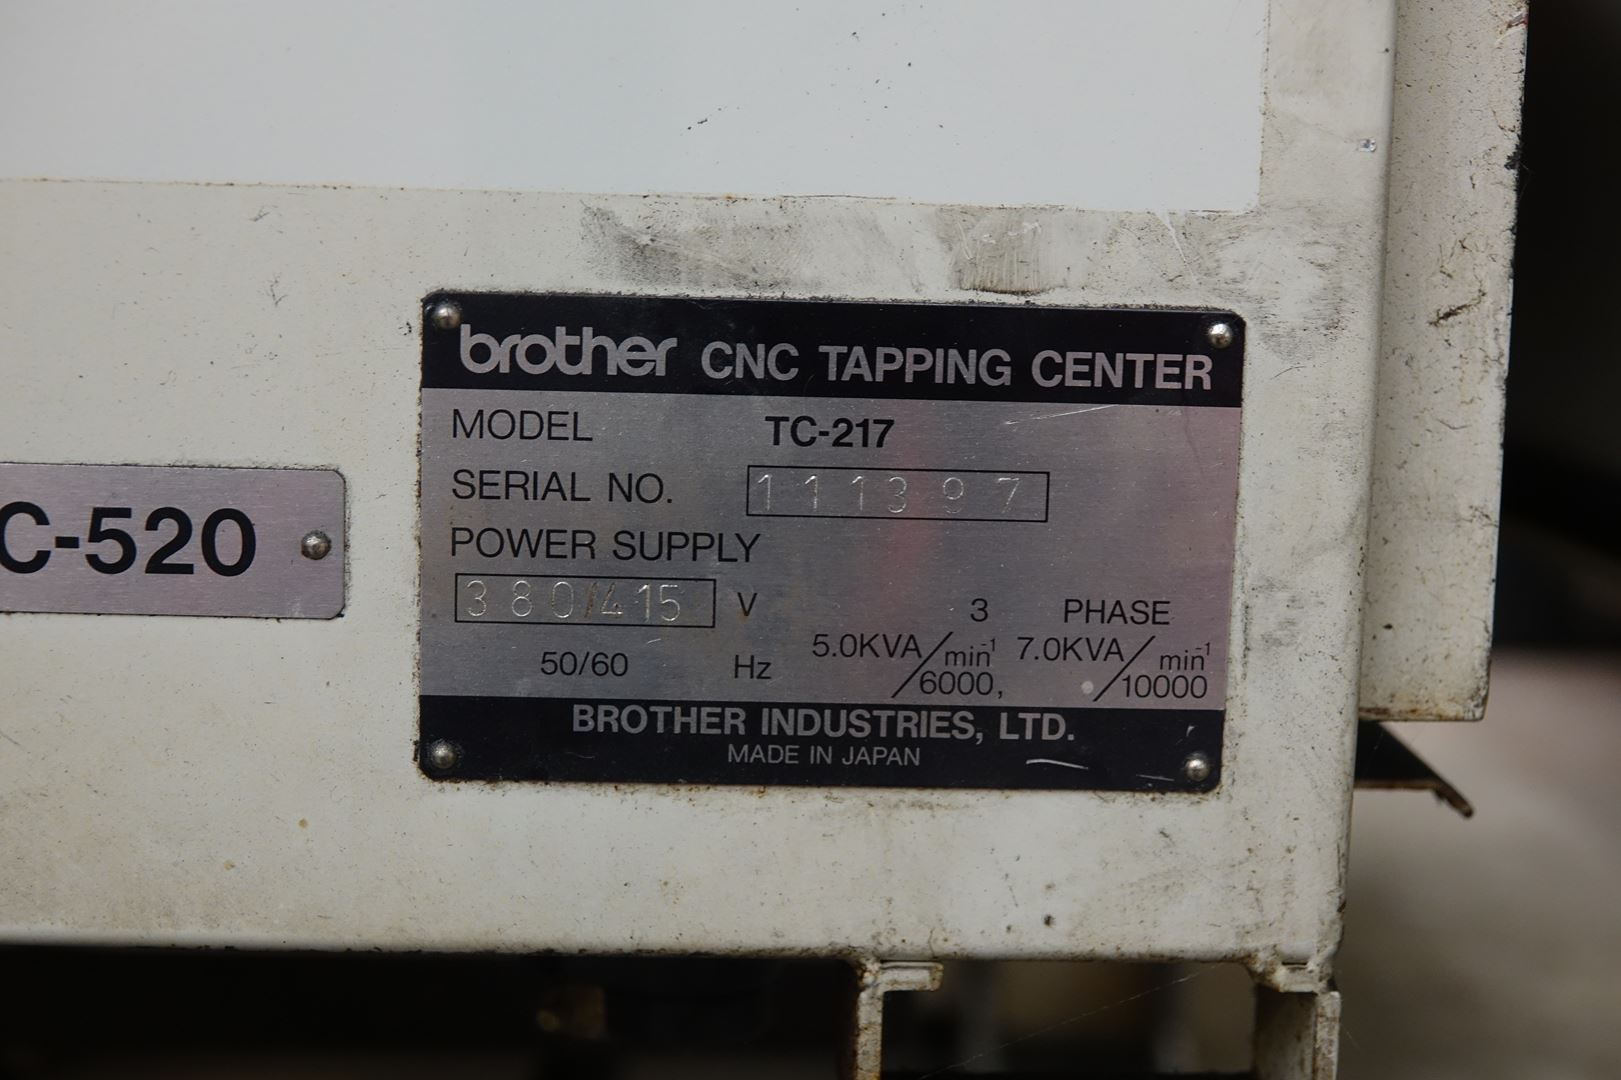 brother CNC TAPPING CENTER
MODEL TC-217
SERIAL NO. 111397
POWER SUPPLY
380/415 V 3 PHASE
50/60 Hz 5.0KVA/min⁻¹ 6000, 7.0KVA/min⁻¹ 10000
BROTHER INDUSTRIES, LTD.
MADE IN JAPAN
C-520